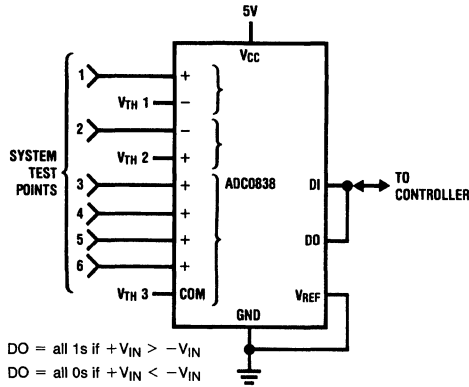 5V
VCC
1 +
VTH 1 −
2 −
VTH 2 +
SYSTEM
TEST
POINTS
3 + ADC0838 DI TO
CONTROLLER
4 +
5 + DO
6 +
VTH 3 COM VREF
GND
DO = all 1s if +VIN > −VIN
DO = all 0s if +VIN < −VIN